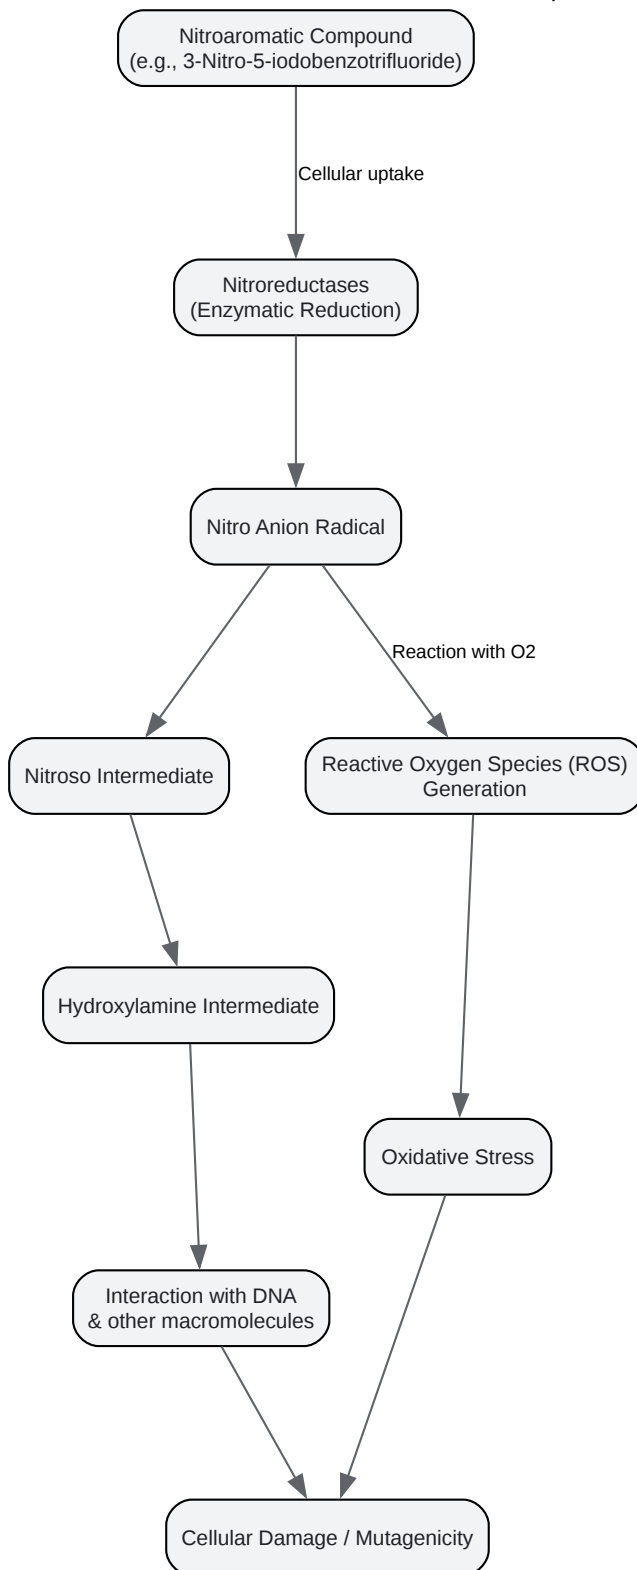 Nitroaromatic Compound
(e.g., 3-Nitro-5-iodobenzotrifluoride)
Cellular uptake
Nitroreductases
(Enzymatic Reduction)
Nitro Anion Radical
Reaction with O2
Nitroso Intermediate
Reactive Oxygen Species (ROS)
Generation
Hydroxylamine Intermediate
Oxidative Stress
Interaction with DNA
& other macromolecules
Cellular Damage / Mutagenicity